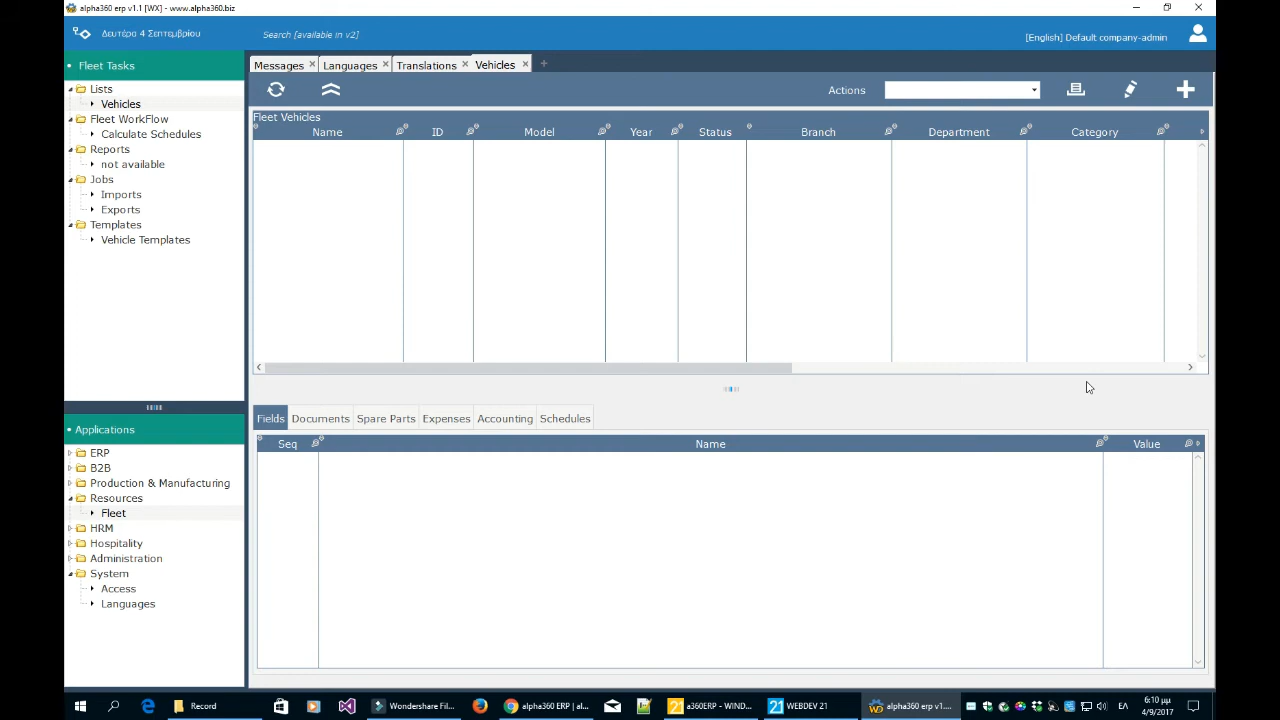 alpha360 erp v1.1 [WX] - www.alpha360.biz
Δευτέρα 4 Σεπτεμβρίου
Search [available in v2]
[English] Default company-admin
Fleet Tasks
Lists
Vehicles
Fleet WorkFlow
Calculate Schedules
Reports
not available
Jobs
Imports
Exports
Templates
Vehicle Templates
Applications
ERP
B2B
Production & Manufacturing
Resources
Fleet
HRM
Hospitality
Administration
System
Access
Languages
Messages Languages Translations Vehicles
Actions
Fleet Vehicles
Name ID Model Year Status Branch Department Category
Fields Documents Spare Parts Expenses Accounting Schedules
Seq Name Value
Record
Wondershare Fil...
alpha360 ERP | al...
21 a360ERP - WIND...
21 WEBDEV 21
alpha360 erp v1....
ΕΛ
6:10 μμ
4/9/2017